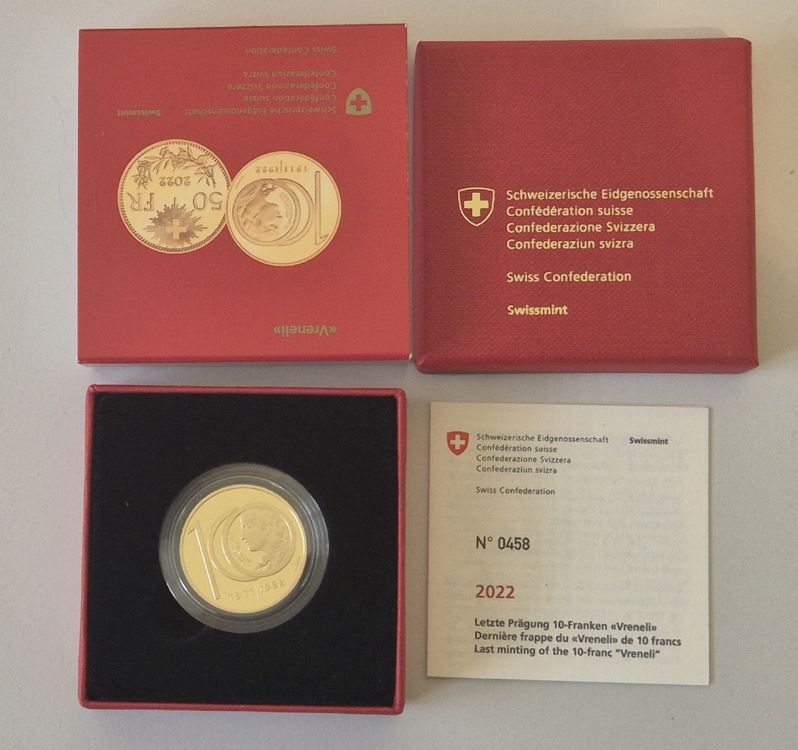 «Vreneli»
1911|1922
50
FR
2022
Schweizerische Eidgenossenschaft
Confédération suisse
Confederazione Svizzera
Confederaziun svizra
Swissmint
Swiss Confederation
Schweizerische Eidgenossenschaft
Confédération suisse
Confederazione Svizzera
Confederaziun svizra
Swiss Confederation
Swissmint
10
1911|1922
Schweizerische Eidgenossenschaft Swissmint
Confédération suisse
Confederazione Svizzera
Confederaziun svizra
Swiss Confederation
N° 0458
2022
Letzte Prägung 10-Franken «Vreneli»
Dernière frappe du «Vreneli» de 10 francs
Last minting of the 10-franc “Vreneli”